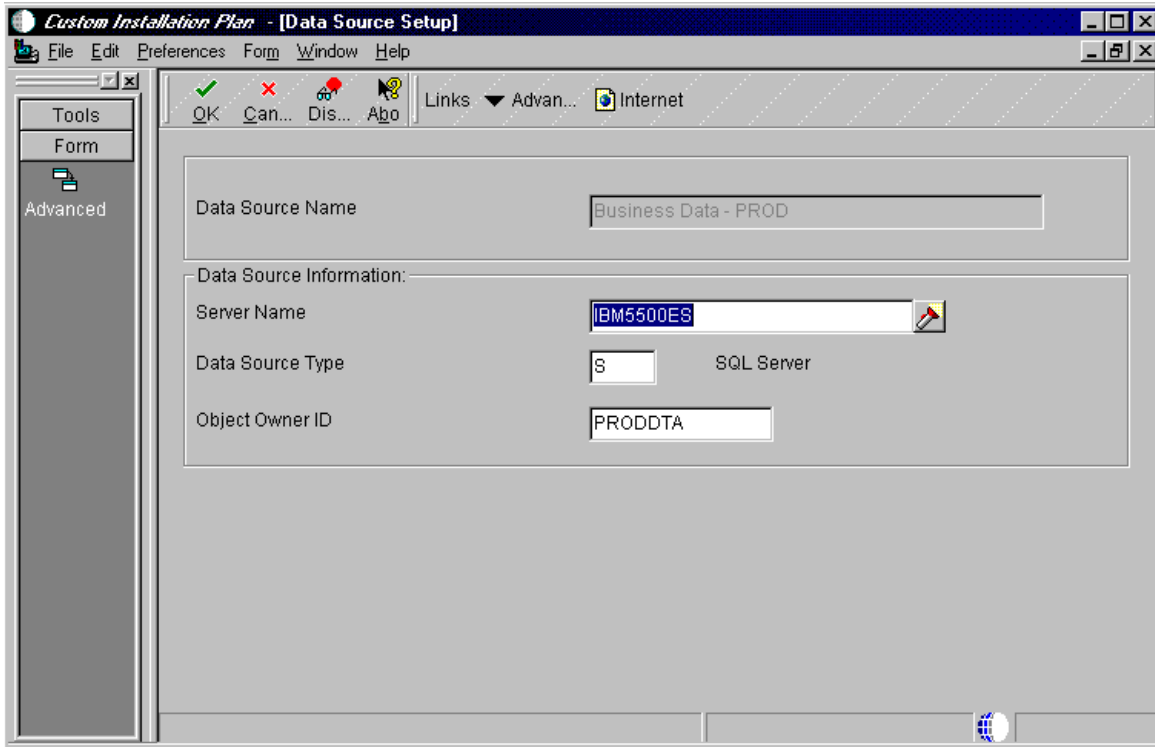 Custom Installation Plan - [Data Source Setup]
File Edit Preferences Form Window Help
Tools
Form
Advanced
OK Can... Dis... Abo Links Advan... Internet
Data Source Name Business Data - PROD
Data Source Information:
Server Name IBM5500ES
Data Source Type S SQL Server
Object Owner ID PRODDTA